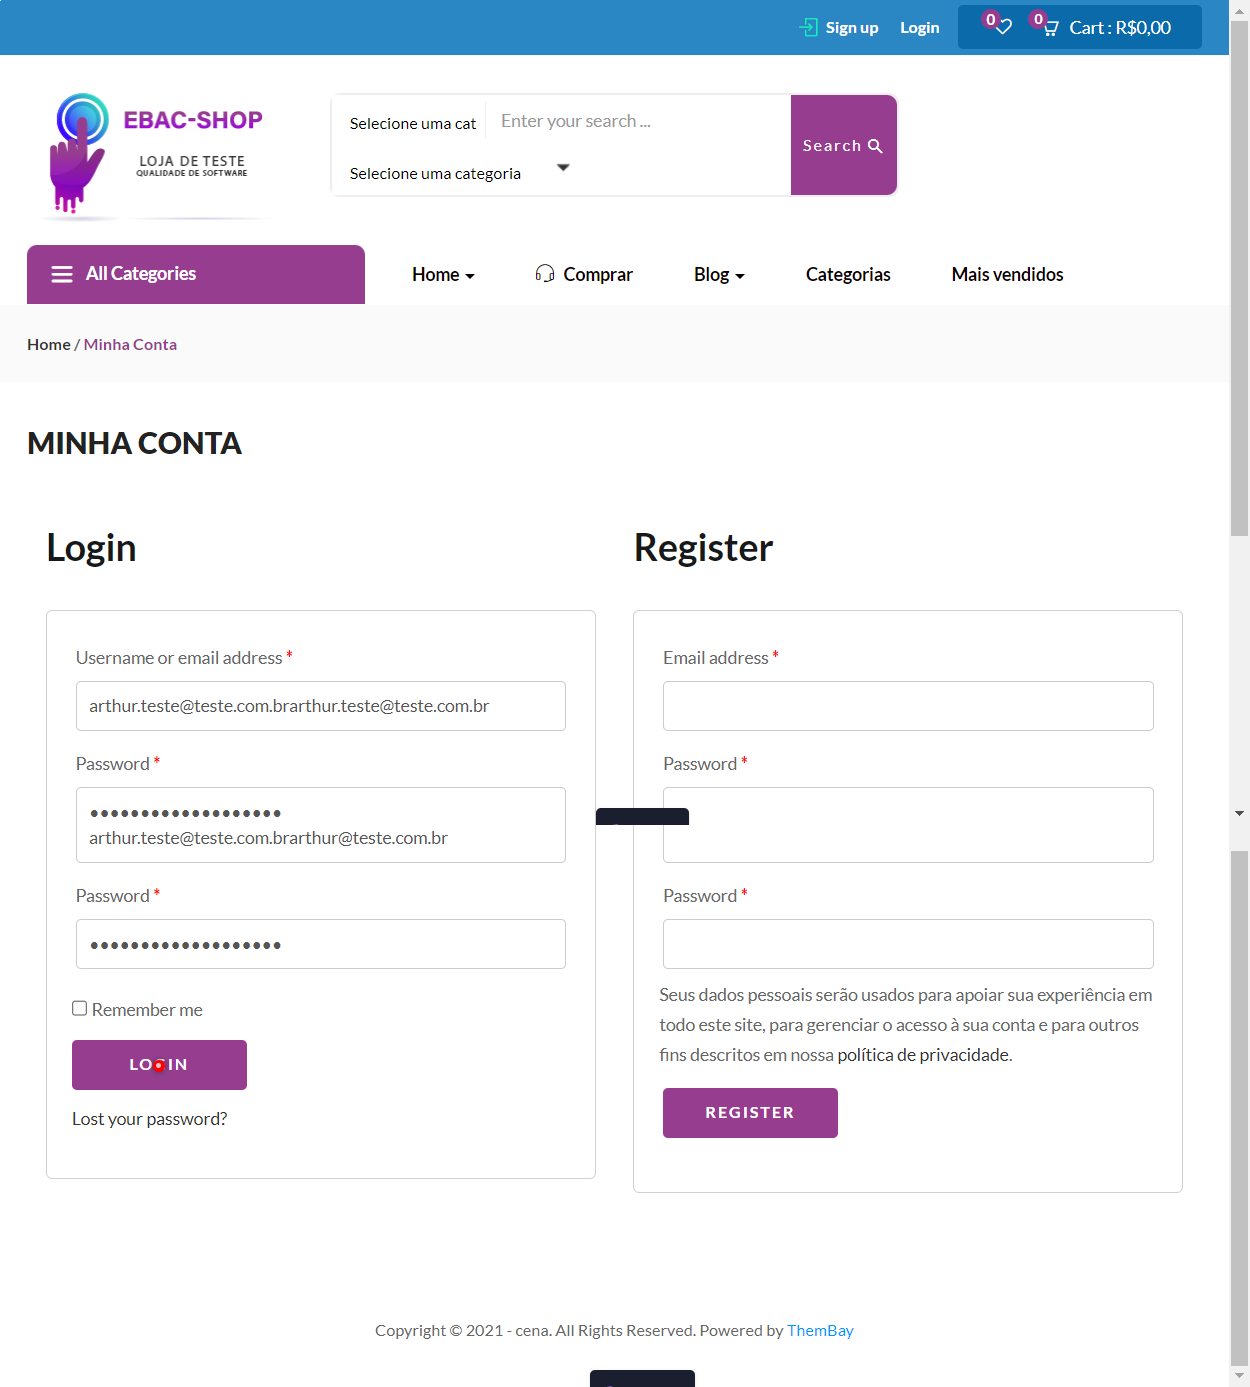 Sign up
Login
0
0
Cart : R$0,00
EBAC-SHOP
LOJA DE TESTE
QUALIDADE DE SOFTWARE
Selecione uma cat
Enter your search ...
Search
Selecione uma categoria
All Categories
Home
Comprar
Blog
Categorias
Mais vendidos
Home / Minha Conta
MINHA CONTA
Login
Register
Username or email address *
arthur.teste@teste.com.brarthur.teste@teste.com.br
Password *
•••••••••••••••••••
arthur.teste@teste.com.brarthur@teste.com.br
Password *
•••••••••••••••••••
Remember me
LOGIN
Lost your password?
Email address *
Password *
Password *
Seus dados pessoais serão usados para apoiar sua experiência em
todo este site, para gerenciar o acesso à sua conta e para outros
fins descritos em nossa política de privacidade.
REGISTER
Copyright © 2021 - cena. All Rights Reserved. Powered by ThemBay